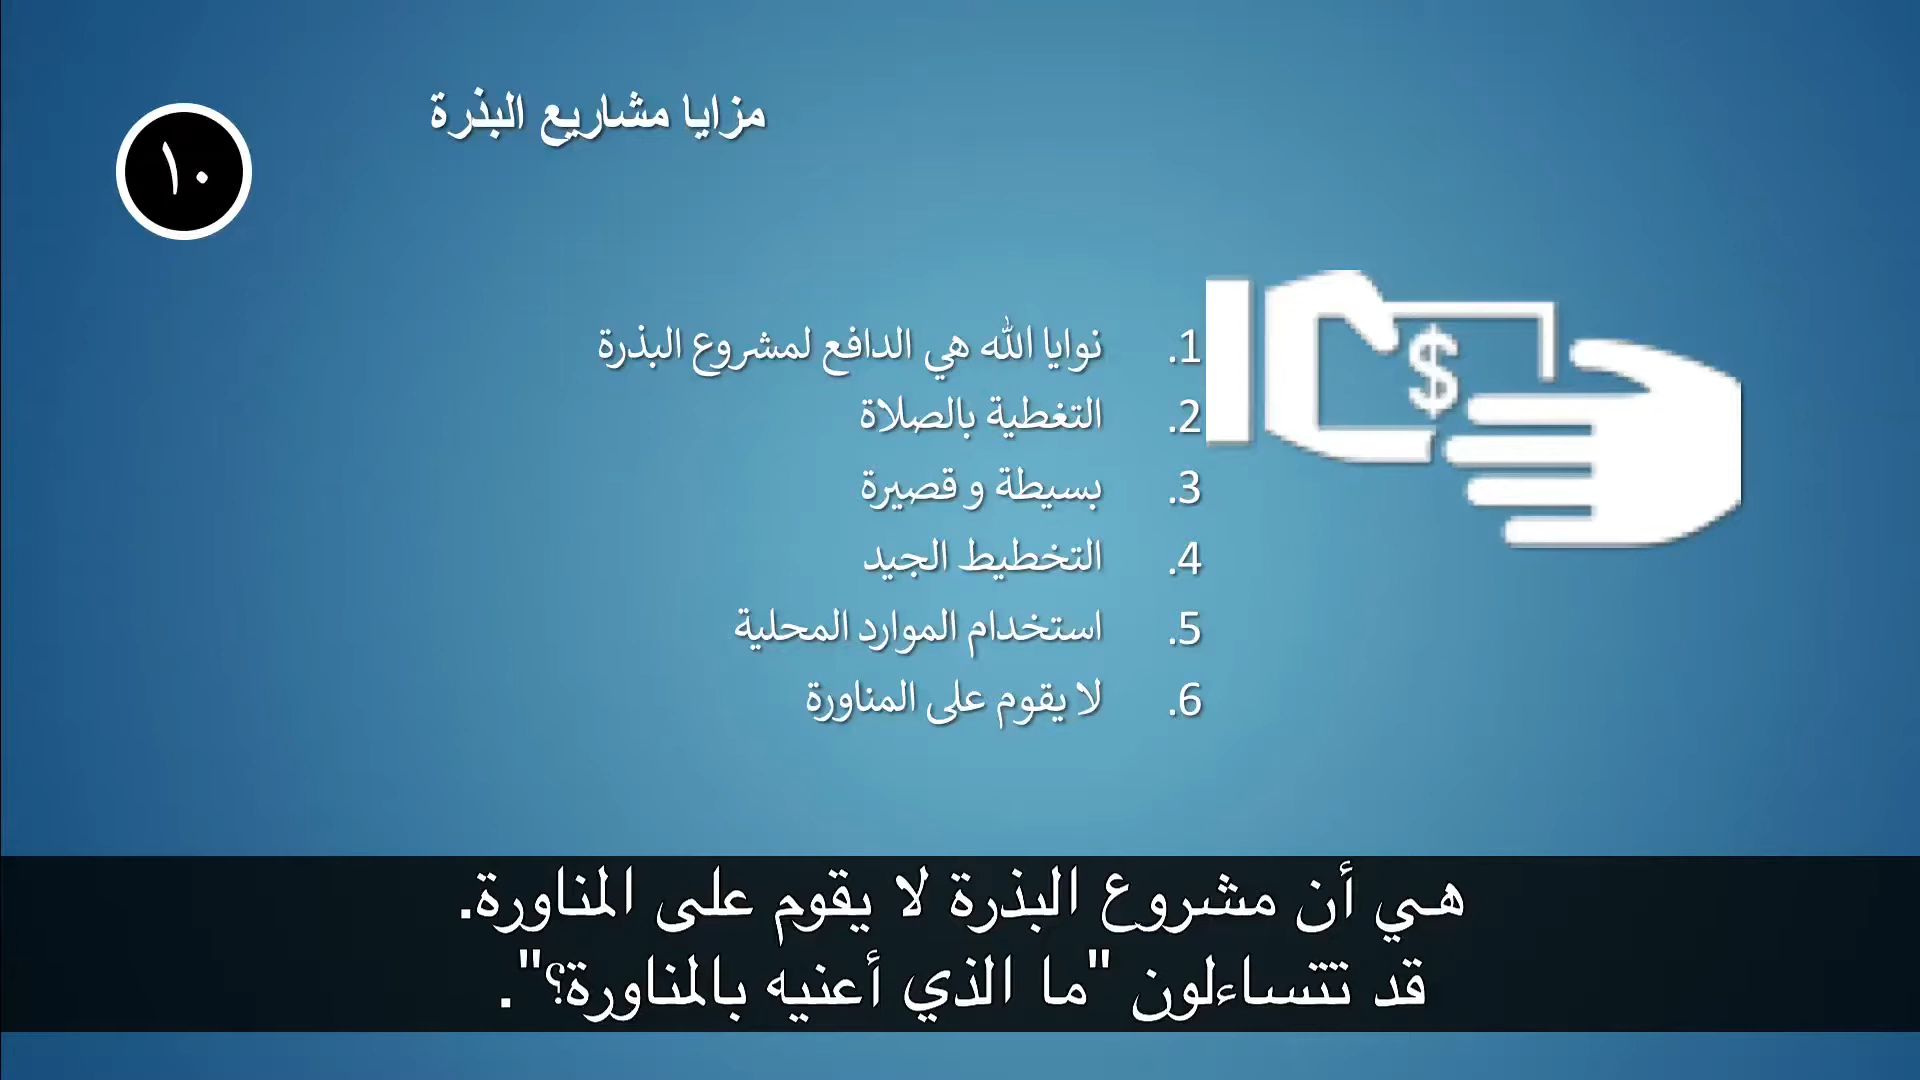 مزايا مشاريع البذرة
١٠
1. نوايا الله هي الدافع لمشروع البذرة
2. التغطية بالصلاة
3. بسيطة و قصيرة
4. التخطيط الجيد
5. استخدام الموارد المحلية
6. لا يقوم على المناورة
$
هي أن مشروع البذرة لا يقوم على المناورة.
قد تتساءلون "ما الذي أعنيه بالمناورة؟".